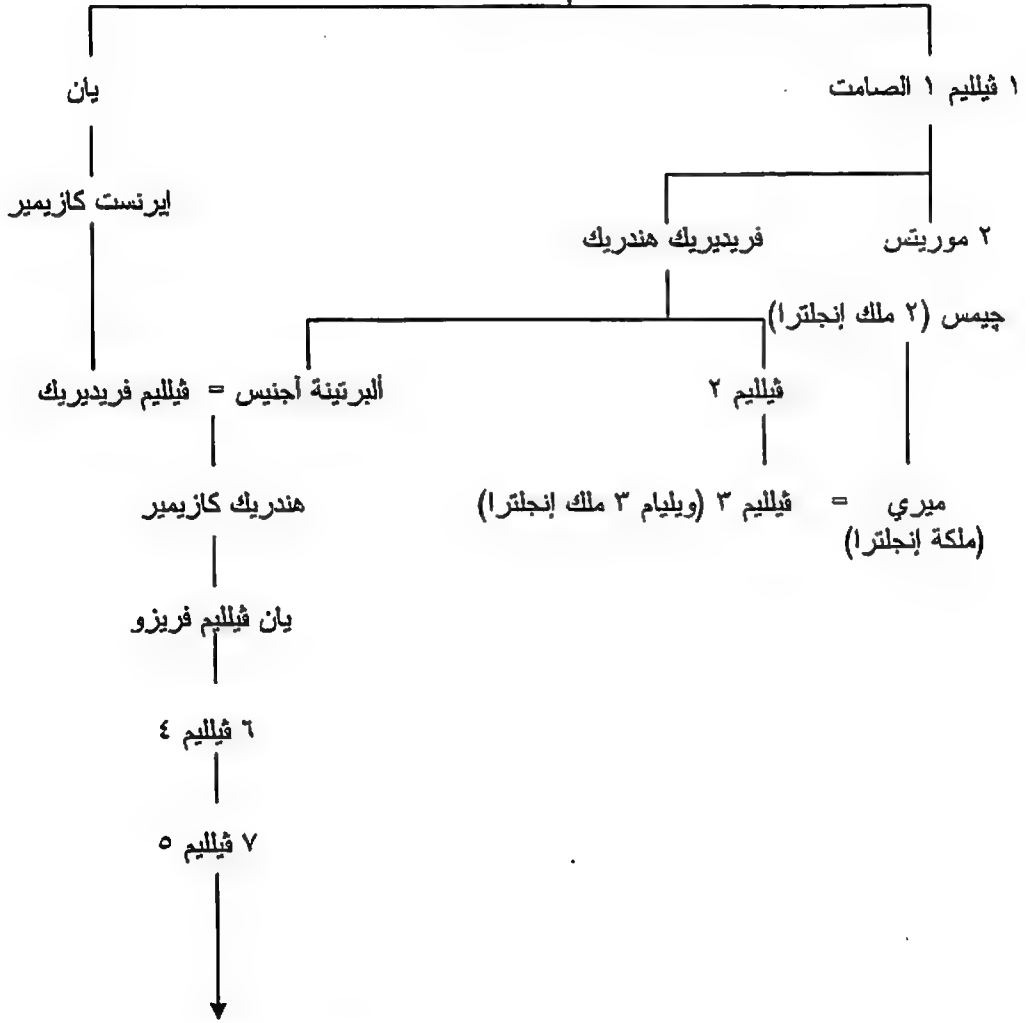 ١ ڤيلليم ١ الصامت
يان
إيرنست كازيمير
٢ موريتس
فريديريك هندريك
چيمس (٢ ملك إنجلترا)
ڤيلليم ٢
ألبرتينة آجنيس = ڤيلليم فريديريك
ميري = ڤيلليم ٣ (ويليام ٣ ملك إنجلترا)
(ملكة إنجلترا)
هندريك كازيمير
يان ڤيلليم فريزو
٦ ڤيلليم ٤
٧ ڤيلليم ٥